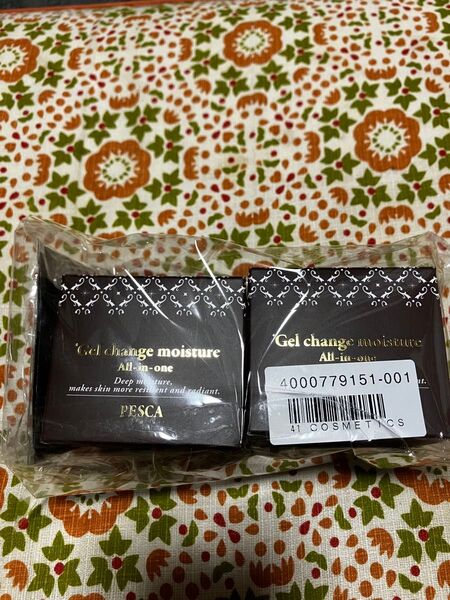 Gel change moisture
All-in-one
Deep moisture,
makes skin more resilient and radiant.
PESCA
Gel change moisture
All-in-one
4000779151-001
41 COSMETICS